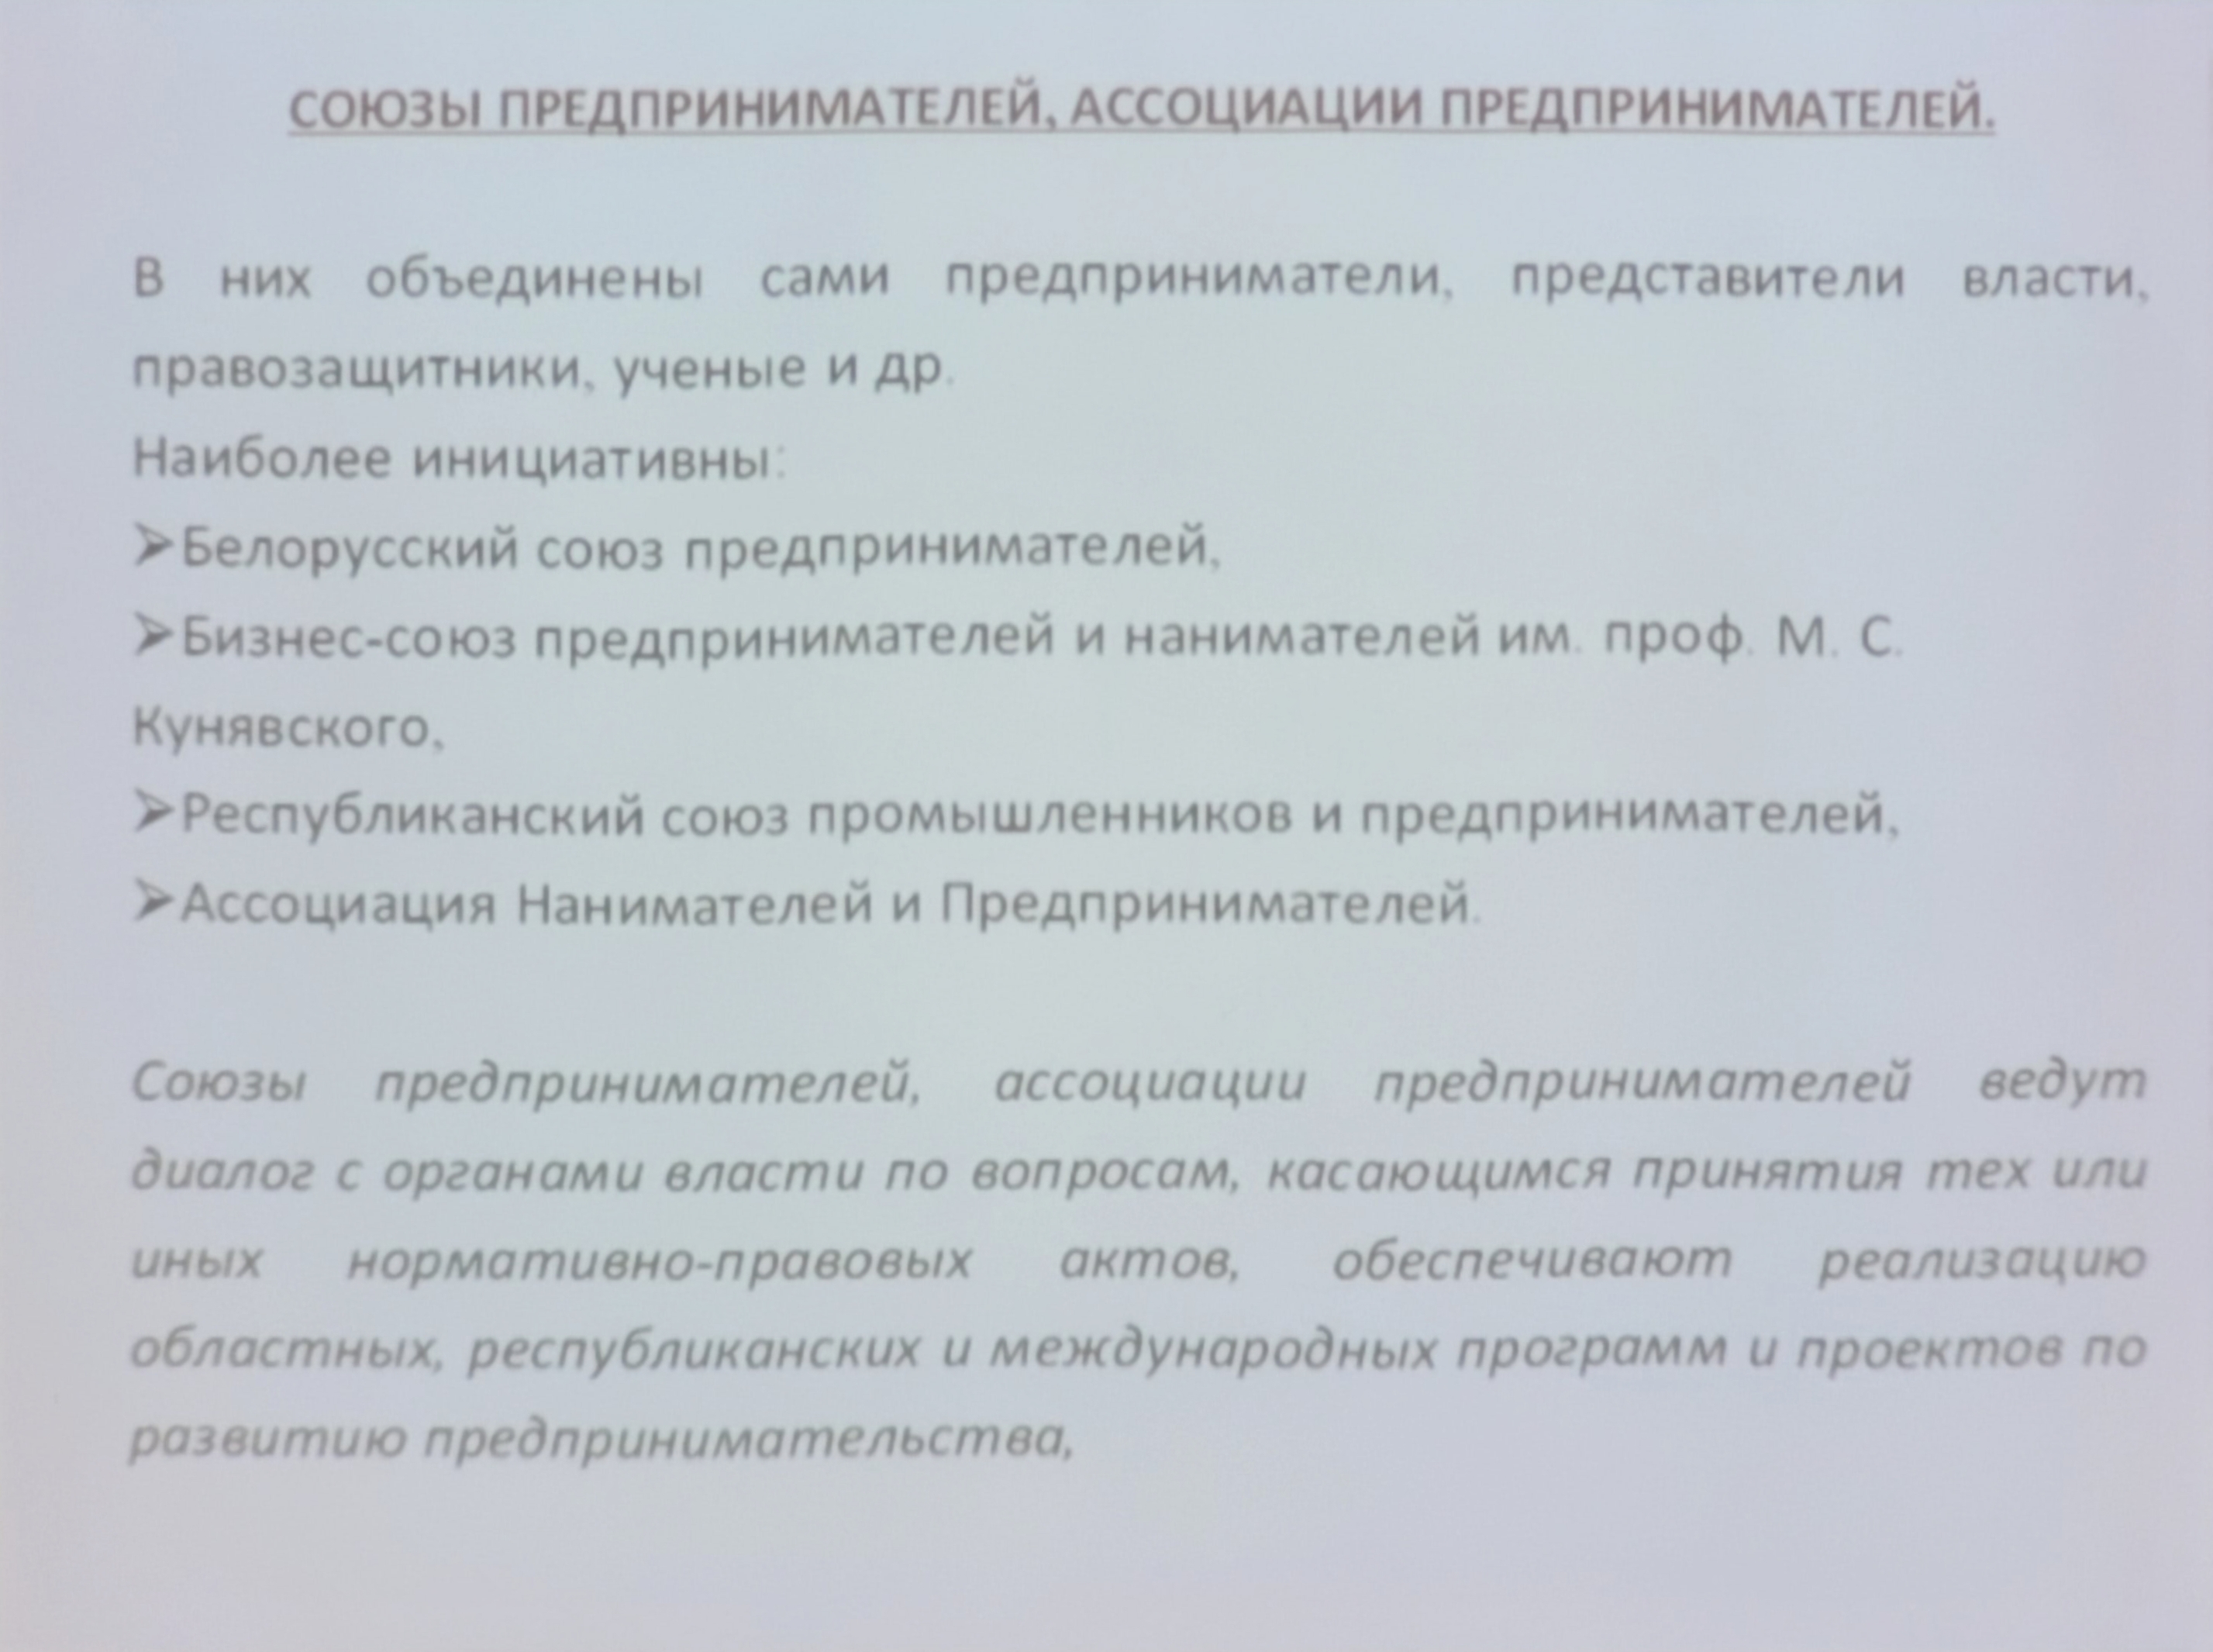 СОЮЗЫ ПРЕДПРИНИМАТЕЛЕЙ, АССОЦИАЦИИ ПРЕДПРИНИМАТЕЛЕЙ.
В них объединены сами предприниматели, представители власти,
правозащитники, ученые и др.
Наиболее инициативны:
➢Белорусский союз предпринимателей,
➢Бизнес-союз предпринимателей и нанимателей им. проф. М. С.
Кунявского,
➢Республиканский союз промышленников и предпринимателей,
➢Ассоциация Нанимателей и Предпринимателей.
Союзы предпринимателей, ассоциации предпринимателей ведут
диалог с органами власти по вопросам, касающимся принятия тех или
иных нормативно-правовых актов, обеспечивают реализацию
областных, республиканских и международных программ и проектов по
развитию предпринимательства,